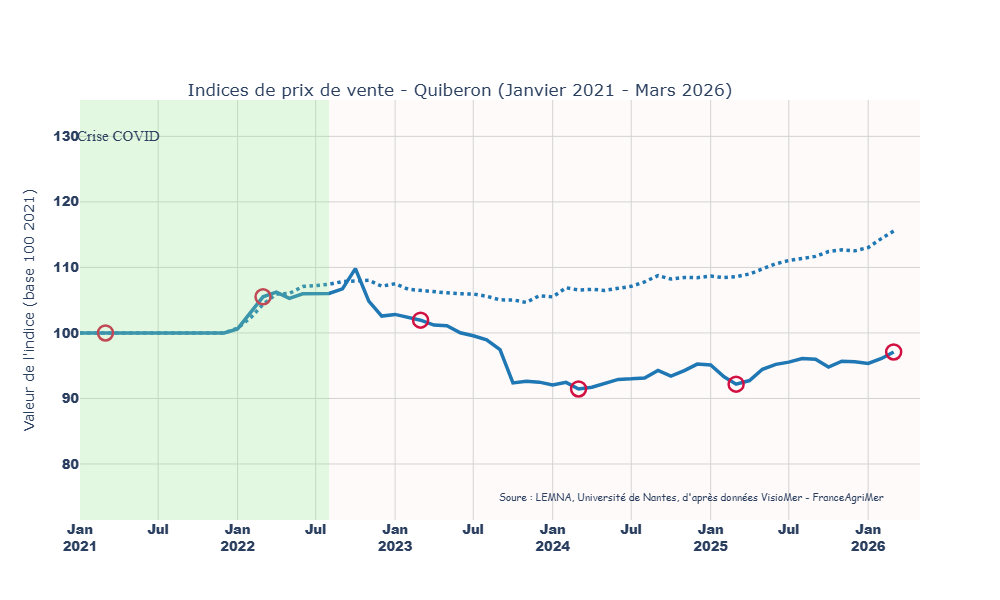 Indices de prix de vente - Quiberon (Janvier 2021 - Mars 2026)
Valeur de l'Indice (base 100 2021)
130
Crise COVID
120
110
100
90
80
Soure : LEMNA, Université de Nantes, d'après données VisioMer - FranceAgriMer
Jan Jul Jan Jul Jan Jul Jan Jul Jan Jul Jan
2021 2022 2023 2024 2025 2026